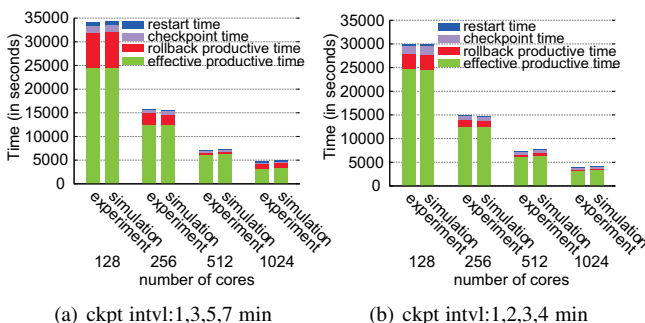 35000
30000
25000
20000
15000
10000
5000
0
Time (in seconds)
restart time
checkpoint time
rollback productive time
effective productive time
experiment
simulation
experiment
simulation
experiment
simulation
experiment
simulation
128 256 512 1024
number of cores
(a) ckpt intvl:1,3,5,7 min
35000
30000
25000
20000
15000
10000
5000
0
Time (in seconds)
restart time
checkpoint time
rollback productive time
effective productive time
experiment
simulation
experiment
simulation
experiment
simulation
experiment
simulation
128 256 512 1024
number of cores
(b) ckpt intvl:1,2,3,4 min